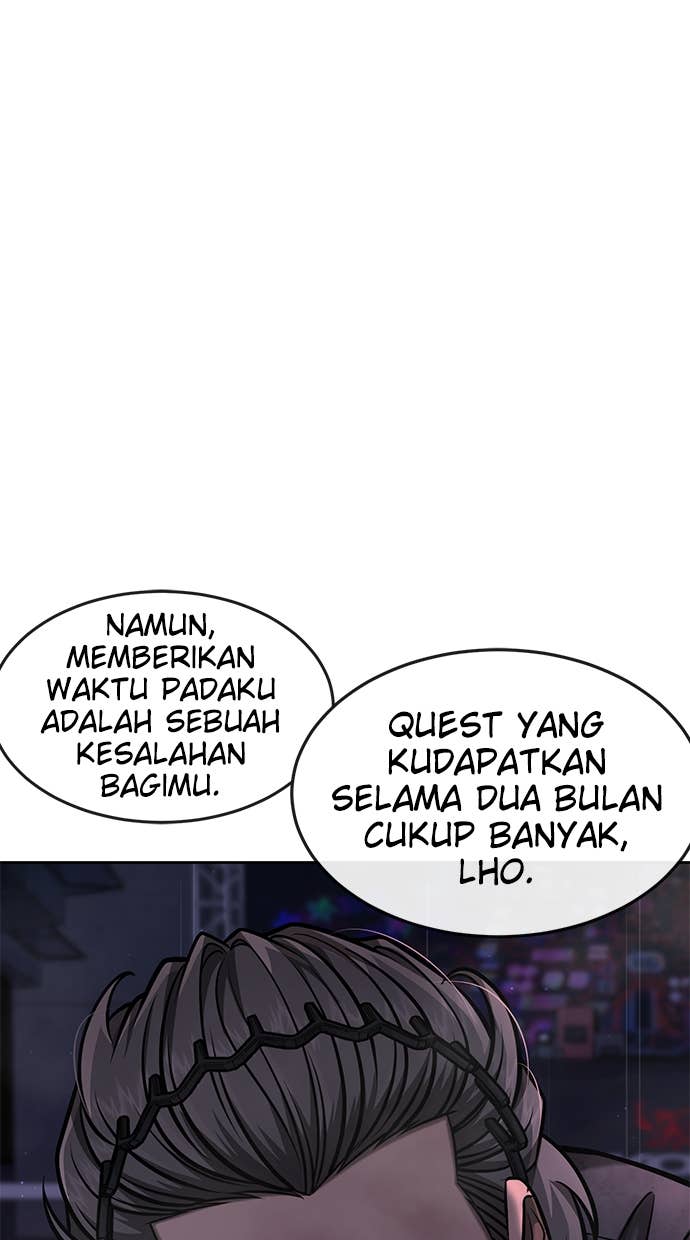 NAMUN,
MEMBERIKAN
WAKTU PADAKU
ADALAH SEBUAH
KESALAHAN
BAGIMU.
QUEST YANG
KUDAPATKAN
SELAMA DUA BULAN
CUKUP BANYAK,
LHO.